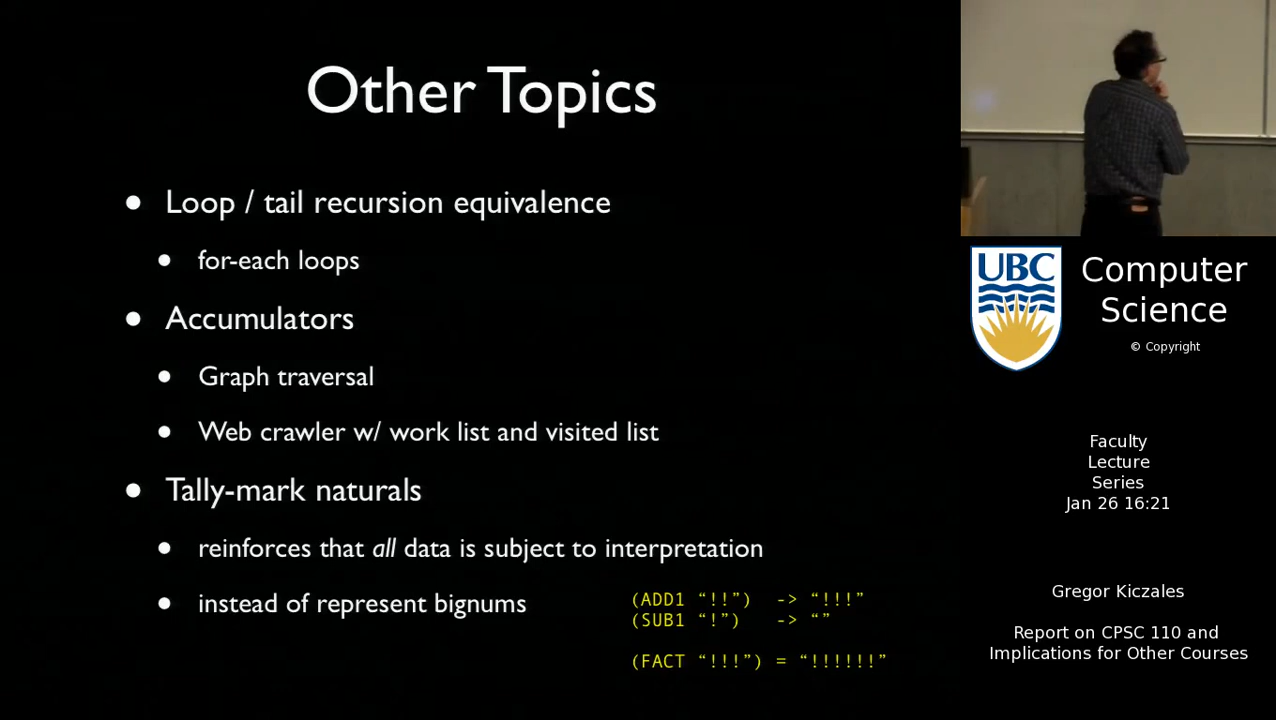 Other Topics
• Loop / tail recursion equivalence
• for-each loops
• Accumulators
• Graph traversal
• Web crawler w/ work list and visited list
• Tally-mark naturals
• reinforces that all data is subject to interpretation
• instead of represent bignums
(ADD1 “!!”) -> “!!!”
(SUB1 “!”) -> “”
(FACT “!!!”) = “!!!!!!”
UBC
Computer
Science
© Copyright
Faculty
Lecture
Series
Jan 26 16:21
Gregor Kiczales
Report on CPSC 110 and
Implications for Other Courses